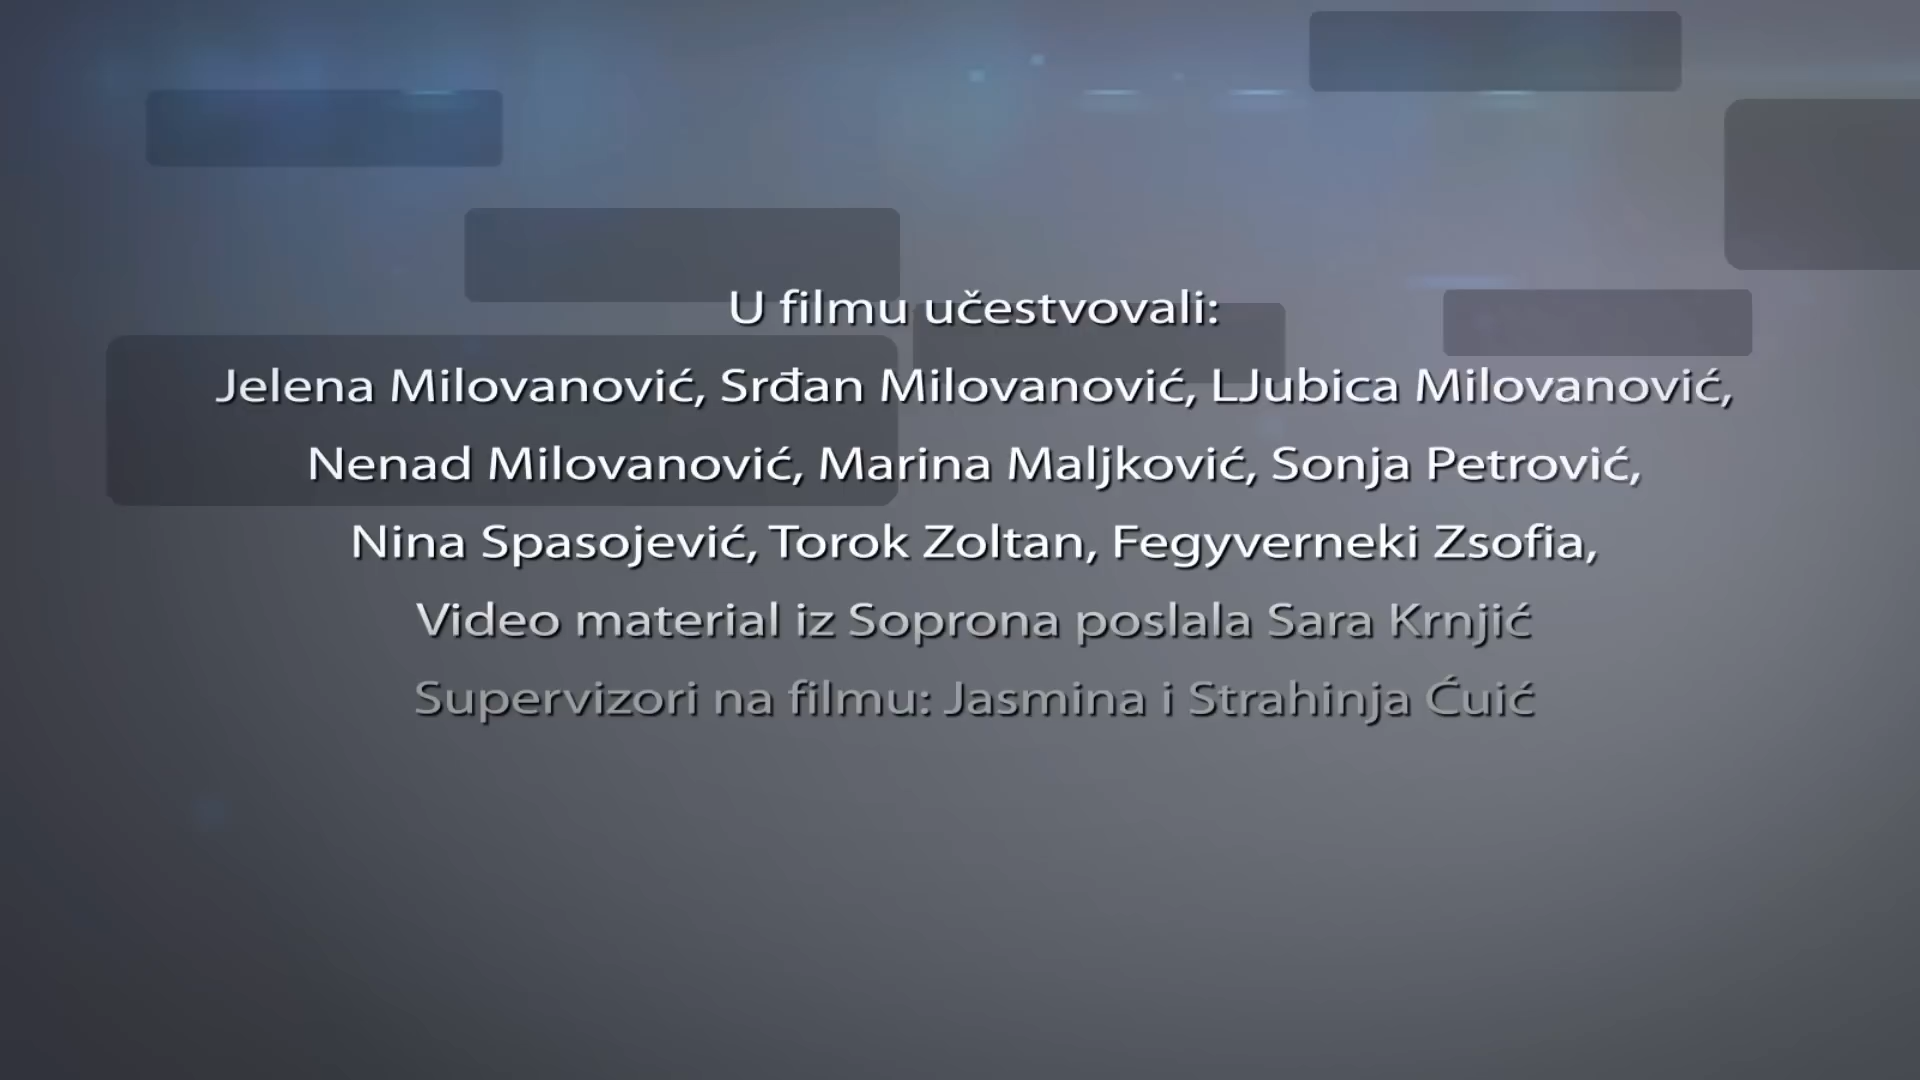 U filmu učestvovali:
Jelena Milovanović, Srđan Milovanović, LJubica Milovanović,
Nenad Milovanović, Marina Maljković, Sonja Petrović,
Nina Spasojević, Torok Zoltan, Fegyverneki Zsofia,
Video material iz Soprona poslala Sara Krnjić
Supervizori na filmu: Jasmina i Strahinja Ćuić